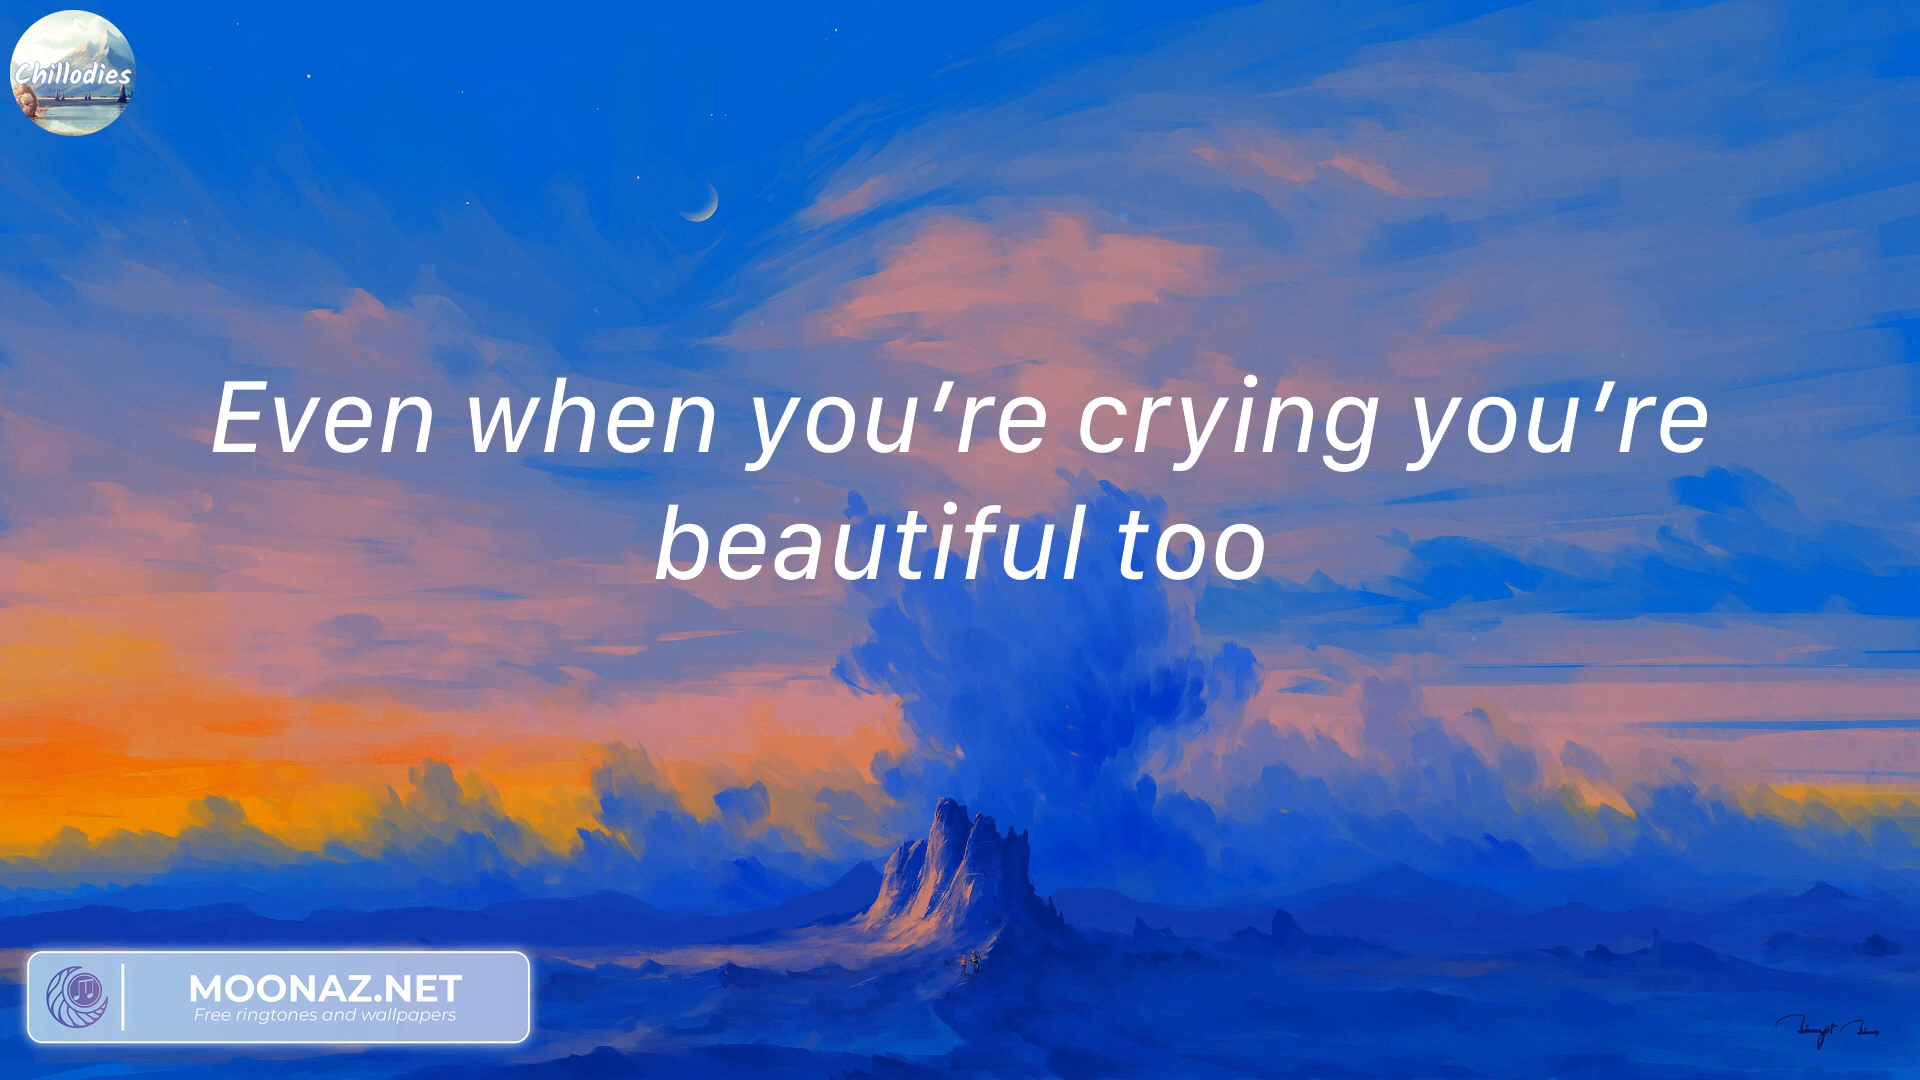 Chillodies
Even when you're crying you're
beautiful too
MOONAZ.NET
Free ringtones and wallpapers